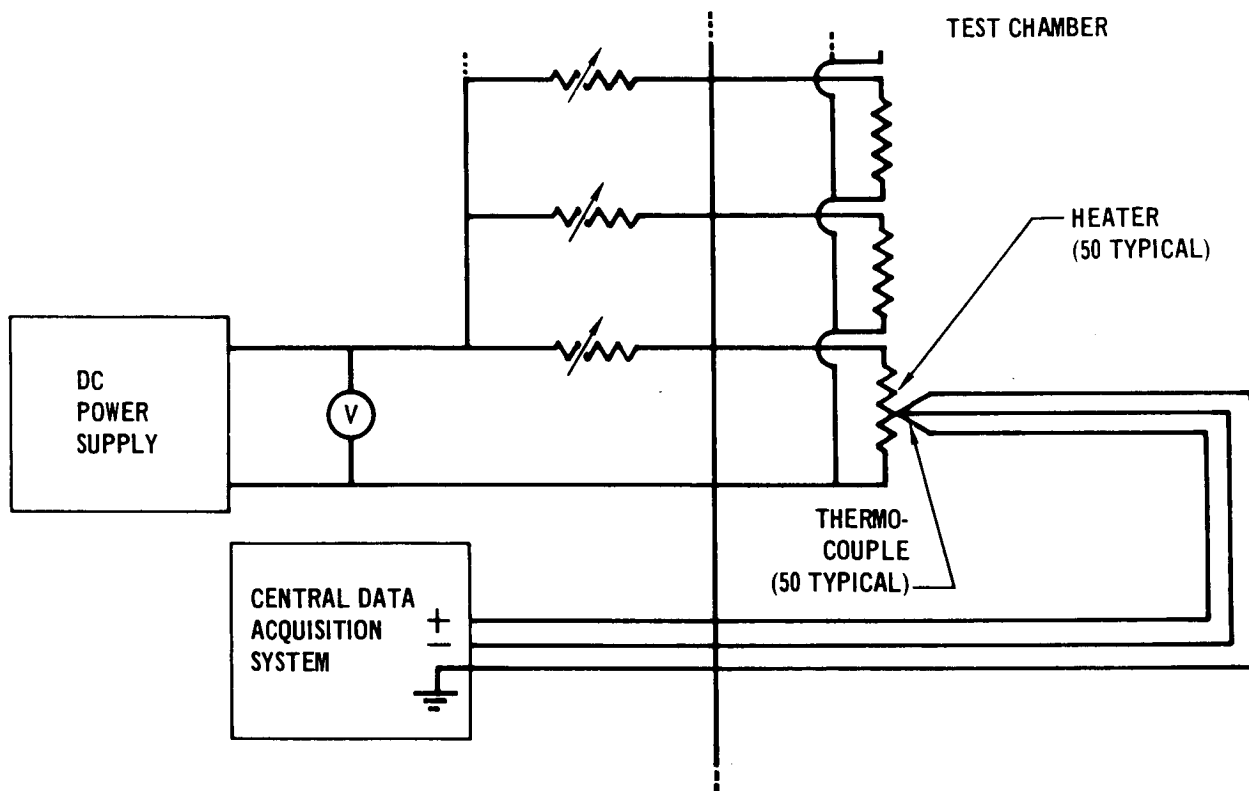 TEST CHAMBER
HEATER
(50 TYPICAL)
DC
POWER
SUPPLY
V
THERMO-
COUPLE
(50 TYPICAL)
CENTRAL DATA
ACQUISITION
SYSTEM
+
−